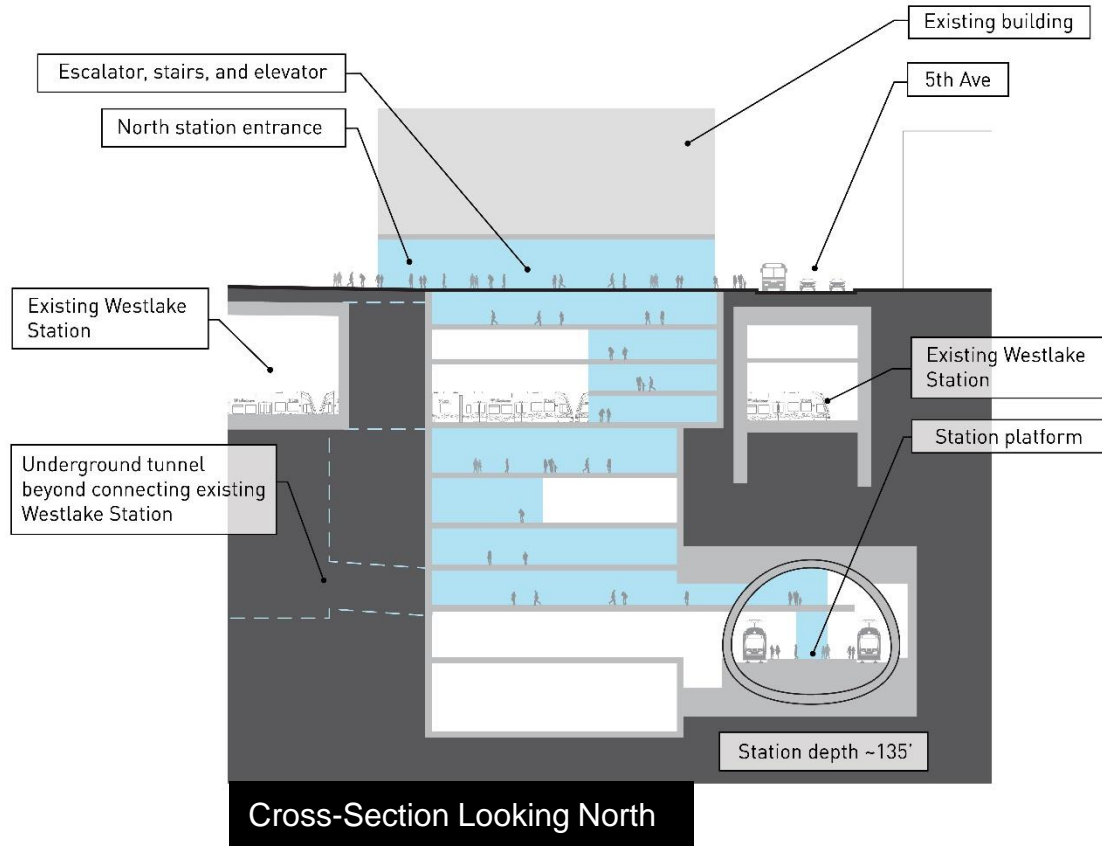 Existing building
Escalator, stairs, and elevator
5th Ave
North station entrance
Existing Westlake
Station
Existing Westlake
Station
Station platform
Underground tunnel
beyond connecting existing
Westlake Station
Station depth ~135’
Cross-Section Looking North